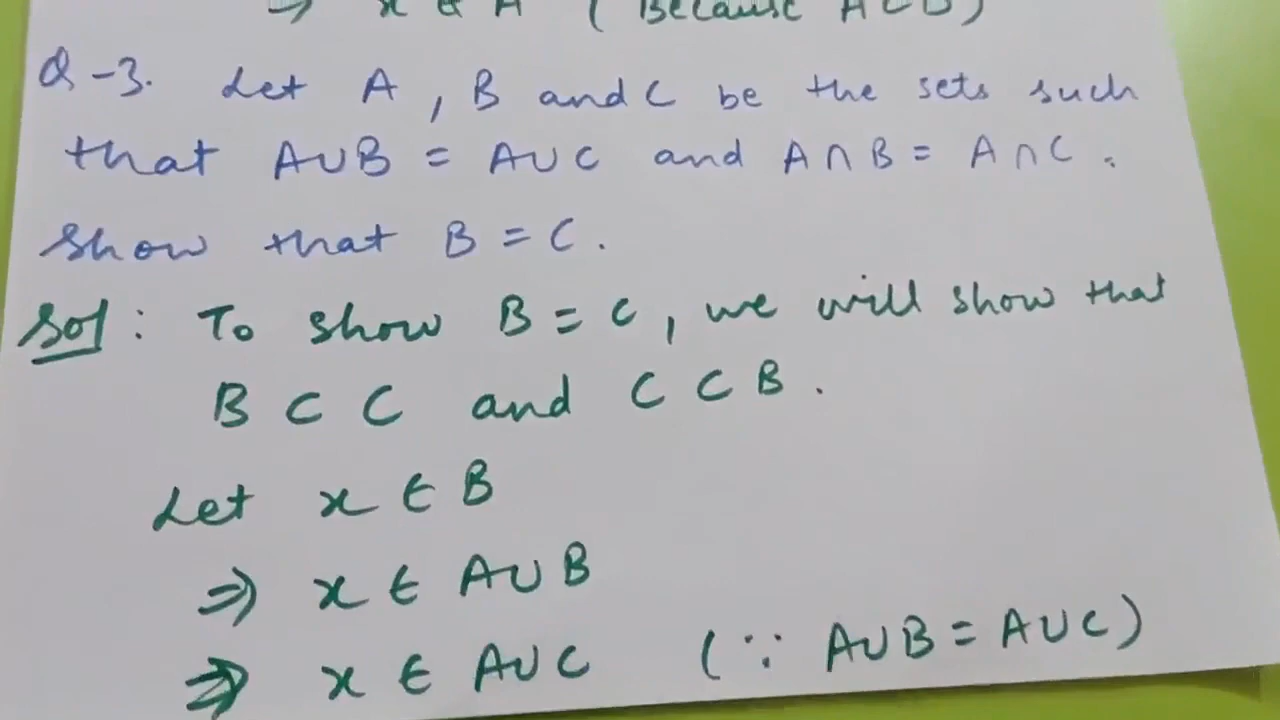 ⇒ x ∈ A (Because A⊂B)
Q-3. Let A, B and C be the sets such
that A∪B = A∪C and A∩B = A∩C.
Show that B = C.
Sol: To show B = C, we will show that
B ⊂ C and C ⊂ B.
Let x ∈ B
⇒ x ∈ A∪B
⇒ x ∈ A∪C (∵ A∪B = A∪C)